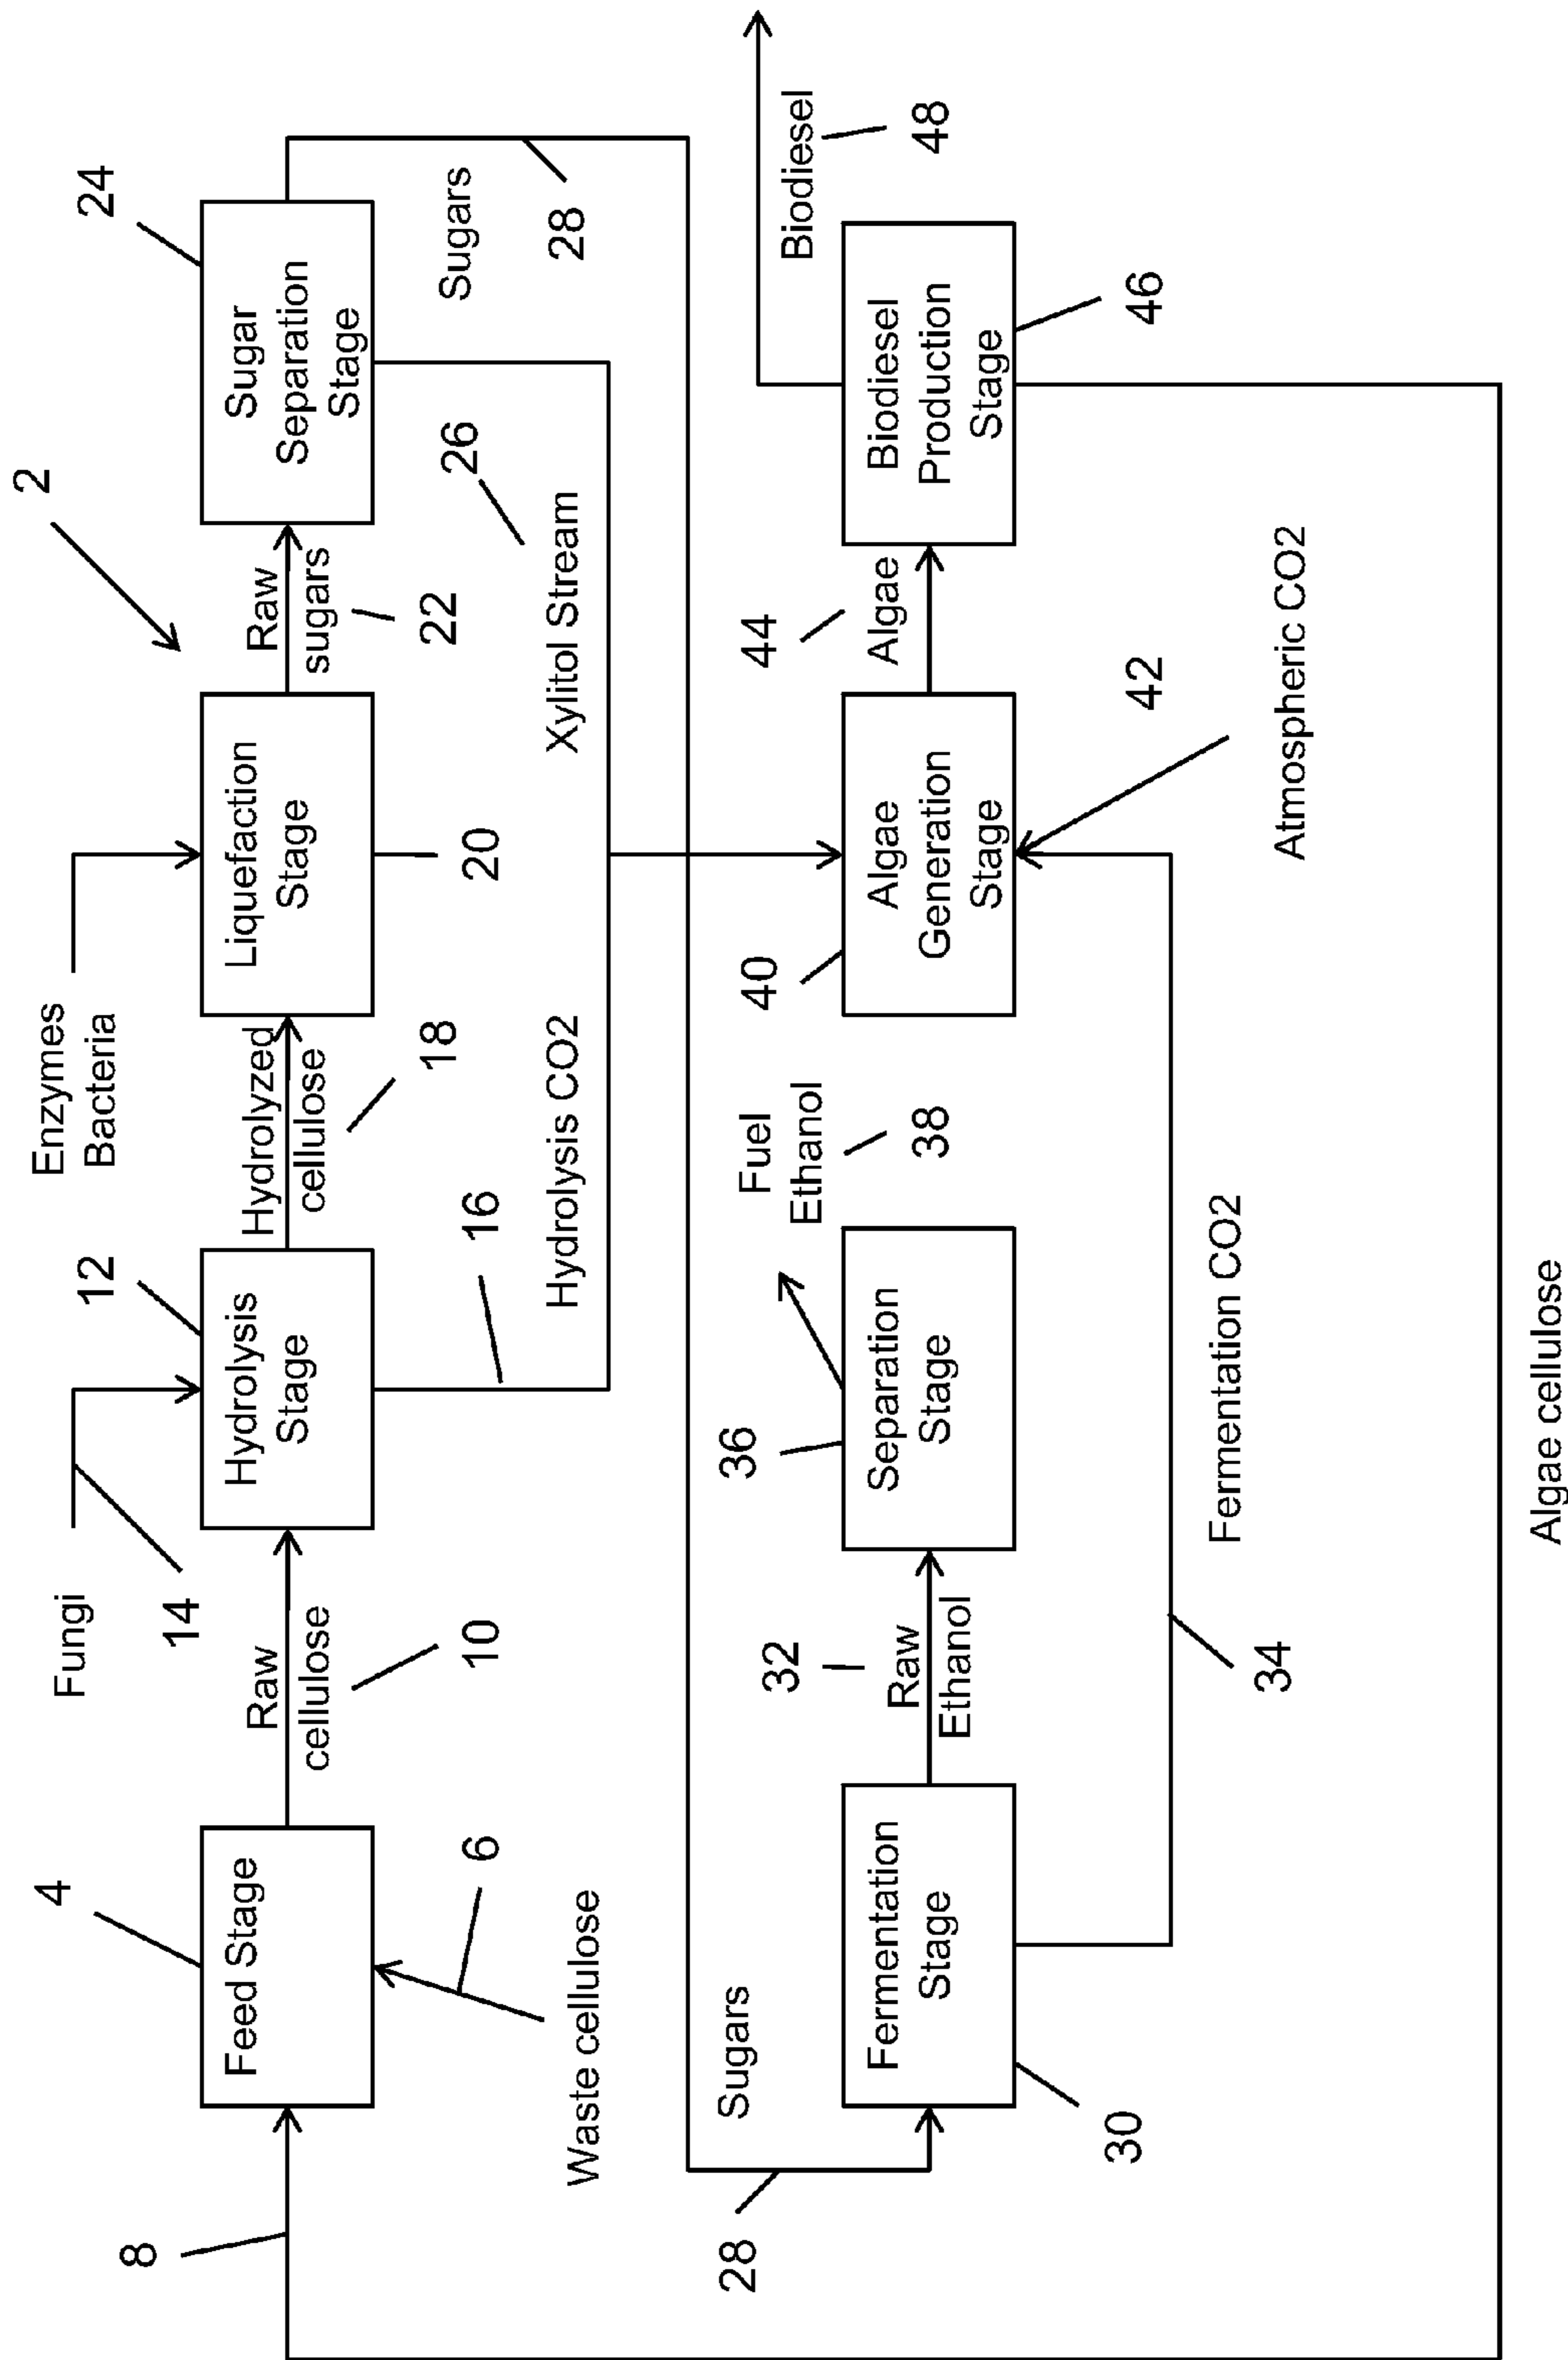 2
4
Feed Stage
8
6
Waste cellulose
Raw
cellulose
10
Fungi
14
12
Hydrolysis
Stage
16
Hydrolysis CO2
Hydrolyzed
cellulose
18
Enzymes
Bacteria
Liquefaction
Stage
20
Raw
sugars
22
24
Sugar
Separation
Stage
26
Xylitol Stream
Sugars
28
Sugars
28
Fermentation
Stage
30
32
Raw
Ethanol
34
Fermentation CO2
36
Separation
Stage
Fuel
Ethanol
38
40
Algae
Generation
Stage
42
Atmospheric CO2
44
Algae
Biodiesel
Production
Stage
46
Biodiesel
48
Algae cellulose